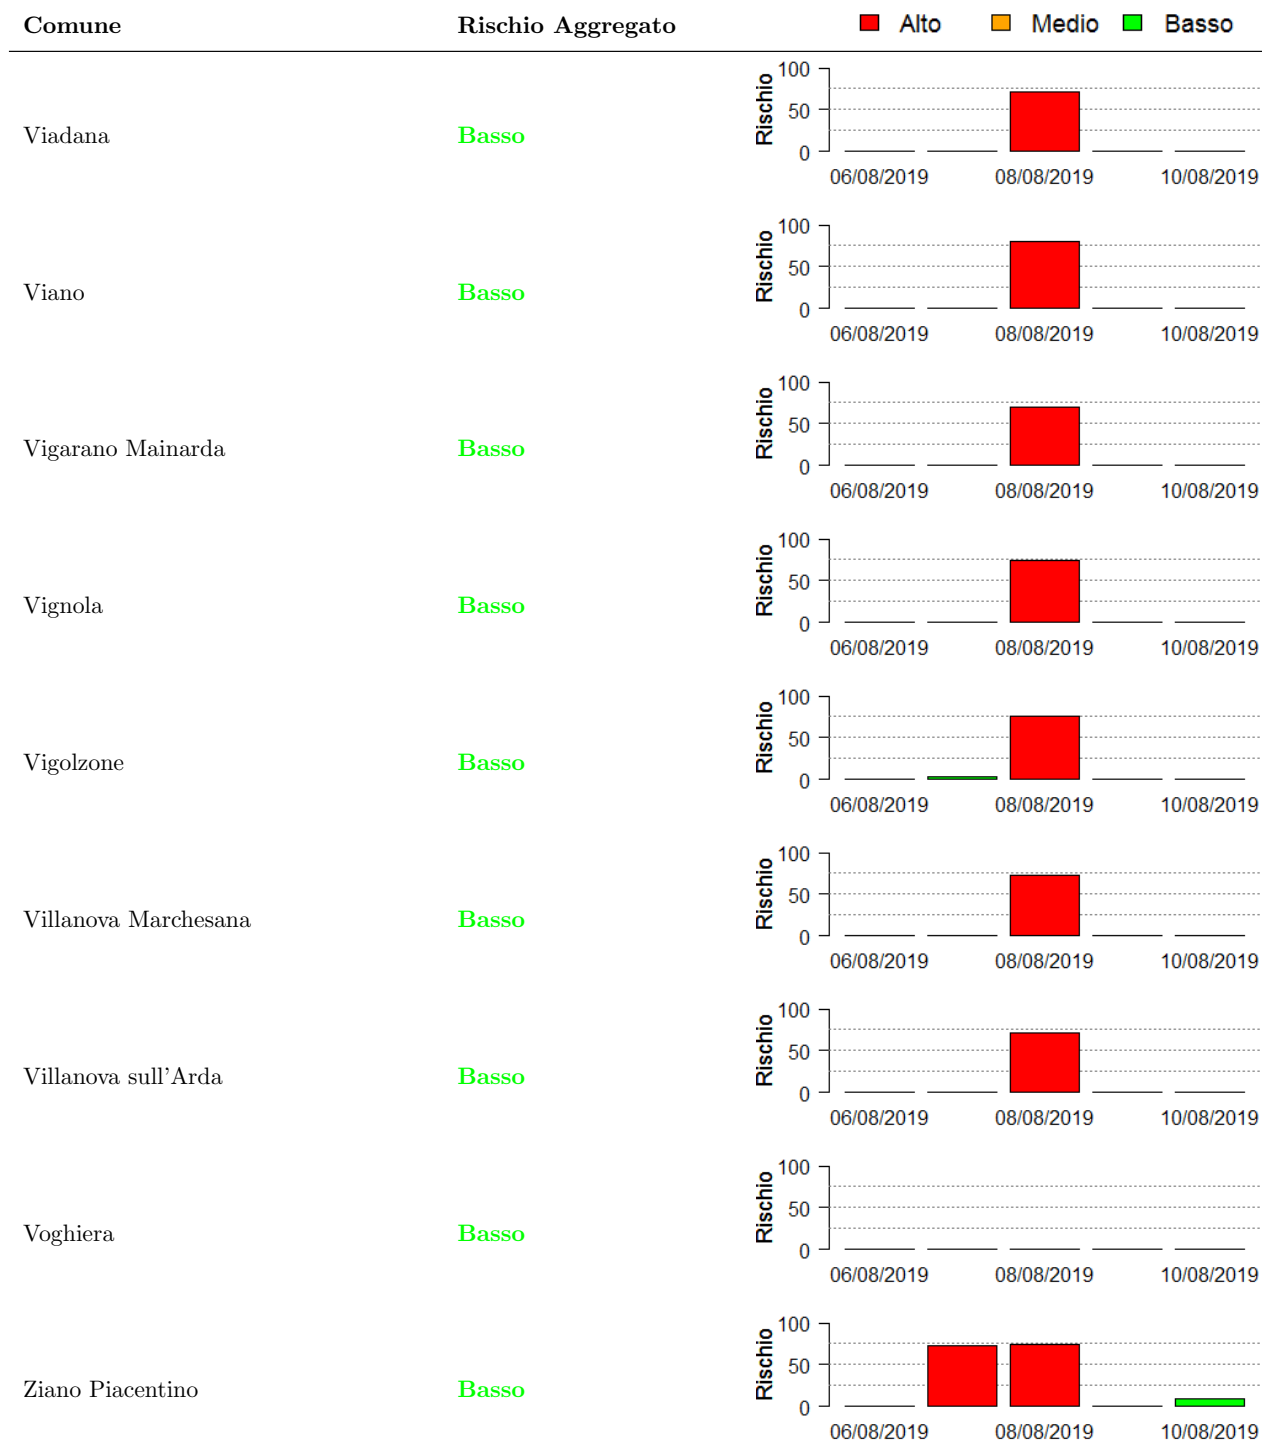 Comune Rischio Aggregato Alto Medio Basso
Viadana Basso
Rischio
100
50
0
06/08/2019 08/08/2019 10/08/2019
Viano Basso
Rischio
100
50
0
06/08/2019 08/08/2019 10/08/2019
Vigarano Mainarda Basso
Rischio
100
50
0
06/08/2019 08/08/2019 10/08/2019
Vignola Basso
Rischio
100
50
0
06/08/2019 08/08/2019 10/08/2019
Vigolzone Basso
Rischio
100
50
0
06/08/2019 08/08/2019 10/08/2019
Villanova Marchesana Basso
Rischio
100
50
0
06/08/2019 08/08/2019 10/08/2019
Villanova sull'Arda Basso
Rischio
100
50
0
06/08/2019 08/08/2019 10/08/2019
Voghiera Basso
Rischio
100
50
0
06/08/2019 08/08/2019 10/08/2019
Ziano Piacentino Basso
Rischio
100
50
0
06/08/2019 08/08/2019 10/08/2019